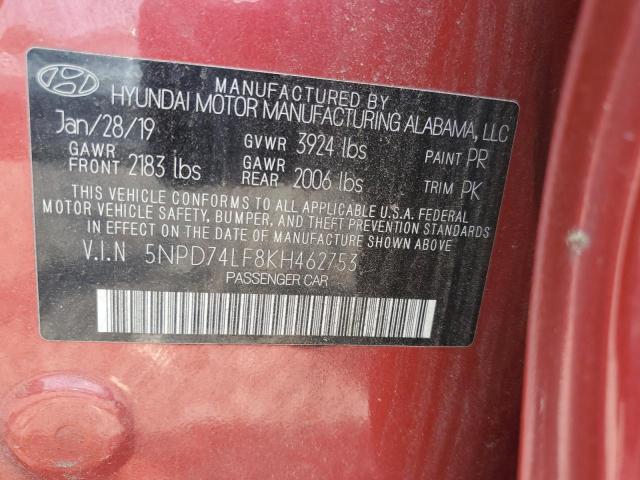 MANUFACTURED BY
HYUNDAI MOTOR MANUFACTURING ALABAMA, LLC
Jan/28/19 GVWR 3924 lbs PAINT PR
GAWR FRONT 2183 lbs GAWR REAR 2006 lbs TRIM PK
THIS VEHICLE CONFORMS TO ALL APPLICABLE U.S.A. FEDERAL
MOTOR VEHICLE SAFETY, BUMPER, AND THEFT PREVENTION STANDARDS
IN EFFECT ON THE DATE OF MANUFACTURE SHOWN ABOVE.
V.I.N 5NPD74LF8KH462753
PASSENGER CAR